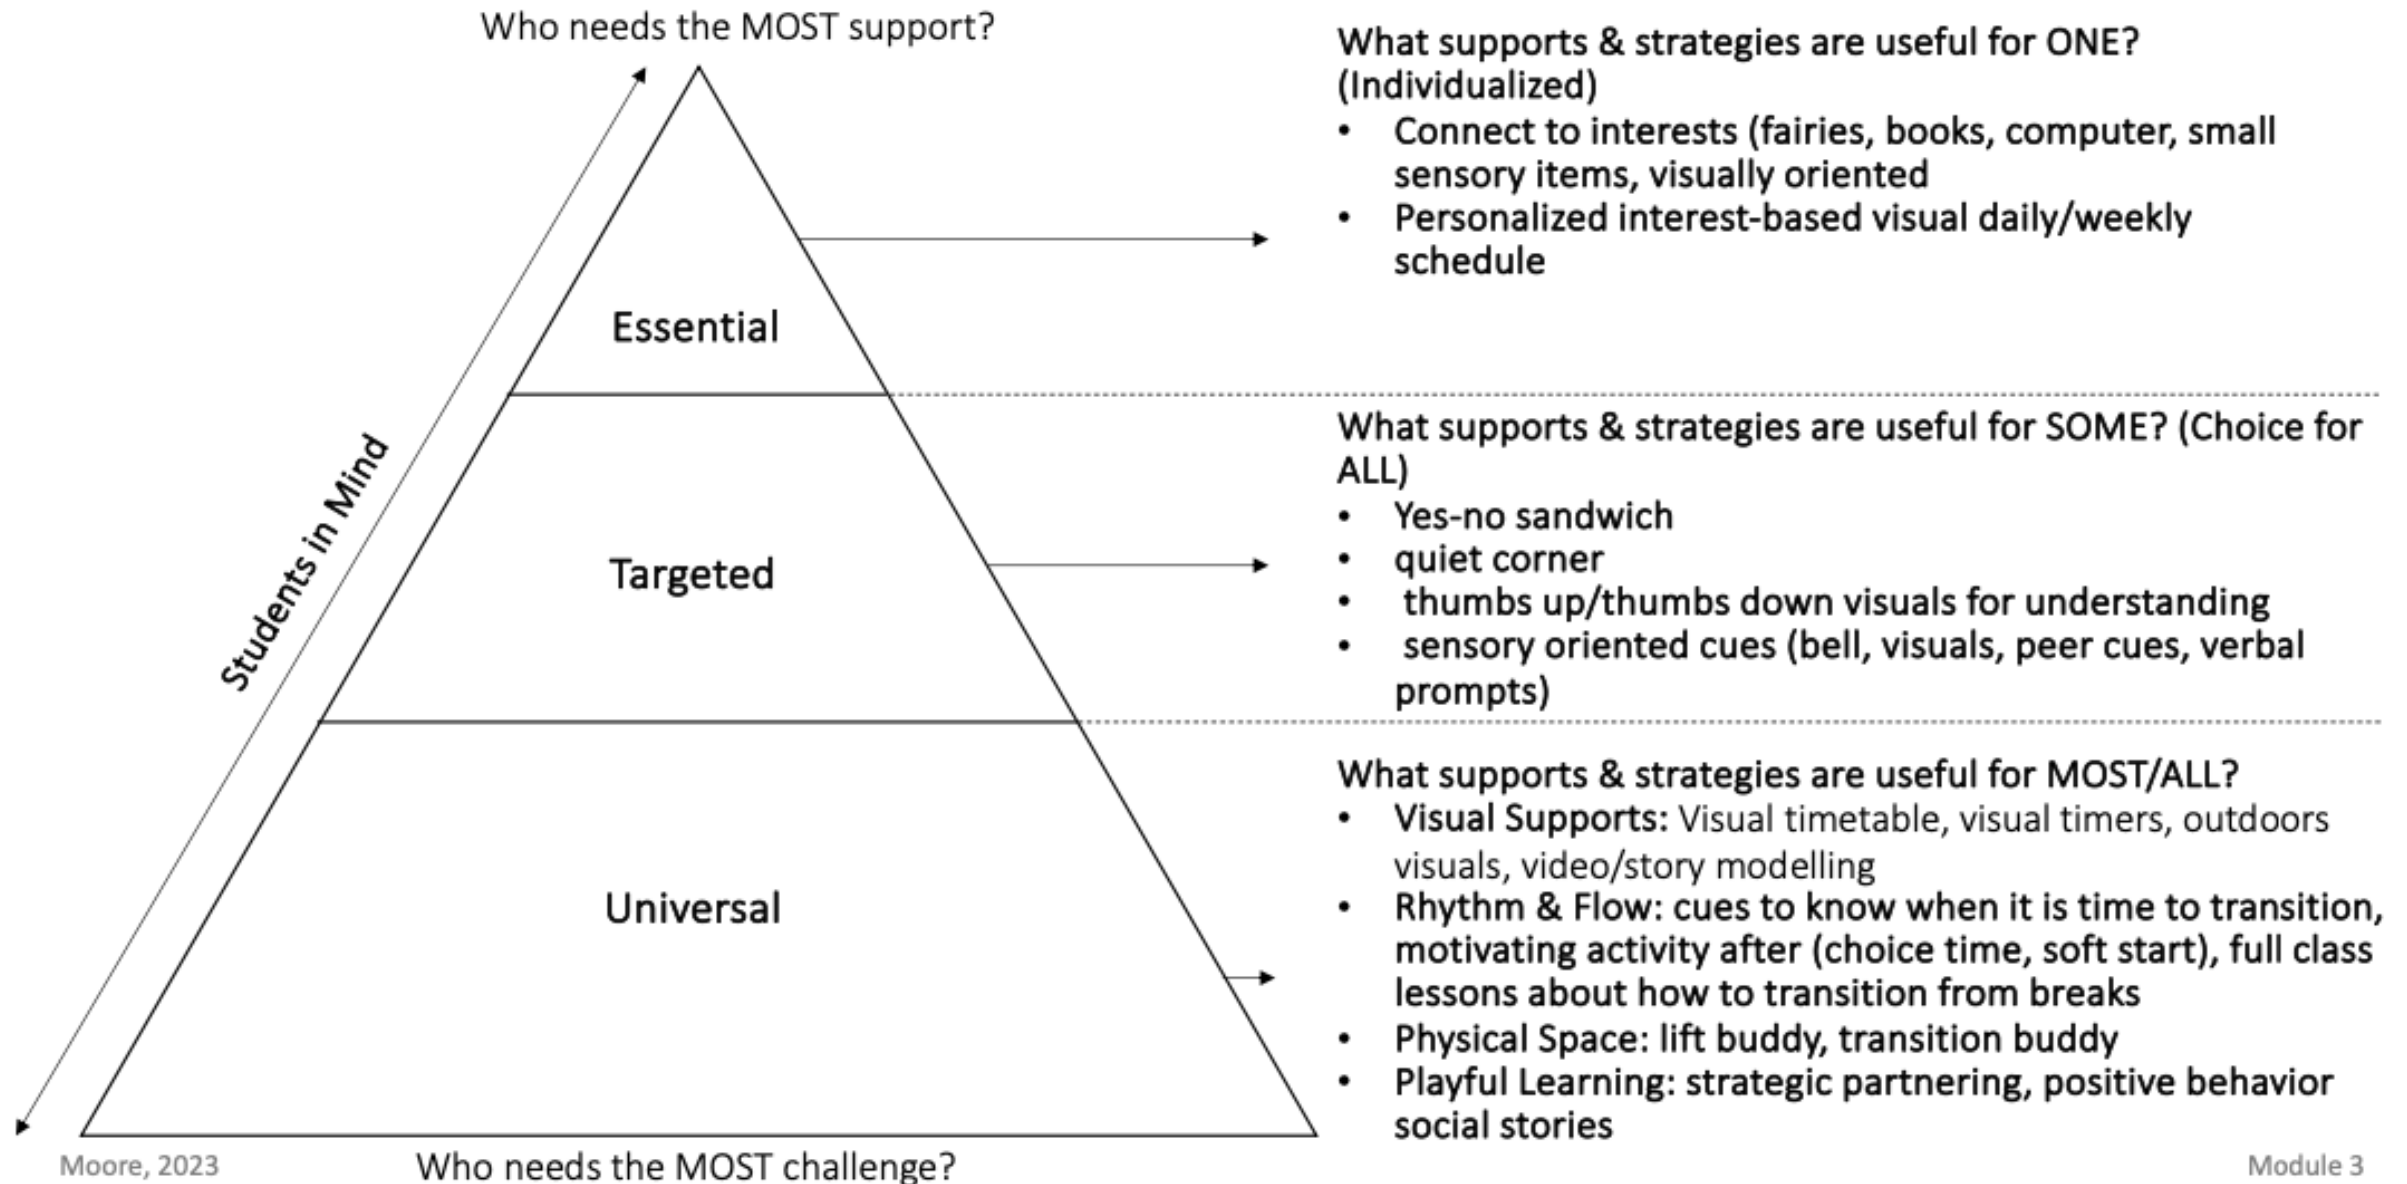 Who needs the MOST support?
Students in Mind
Essential
Targeted
Universal
Who needs the MOST challenge?
What supports & strategies are useful for ONE?
(Individualized)
• Connect to interests (fairies, books, computer, small
sensory items, visually oriented
• Personalized interest-based visual daily/weekly
schedule
What supports & strategies are useful for SOME? (Choice for
ALL)
• Yes-no sandwich
• quiet corner
• thumbs up/thumbs down visuals for understanding
• sensory oriented cues (bell, visuals, peer cues, verbal
prompts)
What supports & strategies are useful for MOST/ALL?
• Visual Supports: Visual timetable, visual timers, outdoors
visuals, video/story modelling
• Rhythm & Flow: cues to know when it is time to transition,
motivating activity after (choice time, soft start), full class
lessons about how to transition from breaks
• Physical Space: lift buddy, transition buddy
• Playful Learning: strategic partnering, positive behavior
social stories
Moore, 2023
Module 3